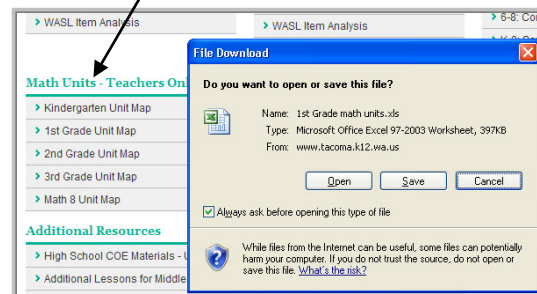 > WASL Item Analysis
> WASL Item Analysis
> 6-8: Co
Math Units - Teachers Onl
> Kindergarten Unit Map
> 1st Grade Unit Map
> 2nd Grade Unit Map
> 3rd Grade Unit Map
> Math 8 Unit Map
Additional Resources
> High School COE Materials - U
> Additional Lessons for Middle
File Download
Do you want to open or save this file?
Name: 1st Grade math units.xls
Type: Microsoft Office Excel 97-2003 Worksheet, 397KB
From: www.tacoma.k12.wa.us
Open
Save
Cancel
Always ask before opening this type of file
While files from the Internet can be useful, some files can potentially
harm your computer. If you do not trust the source, do not open or
save this file. What's the risk?